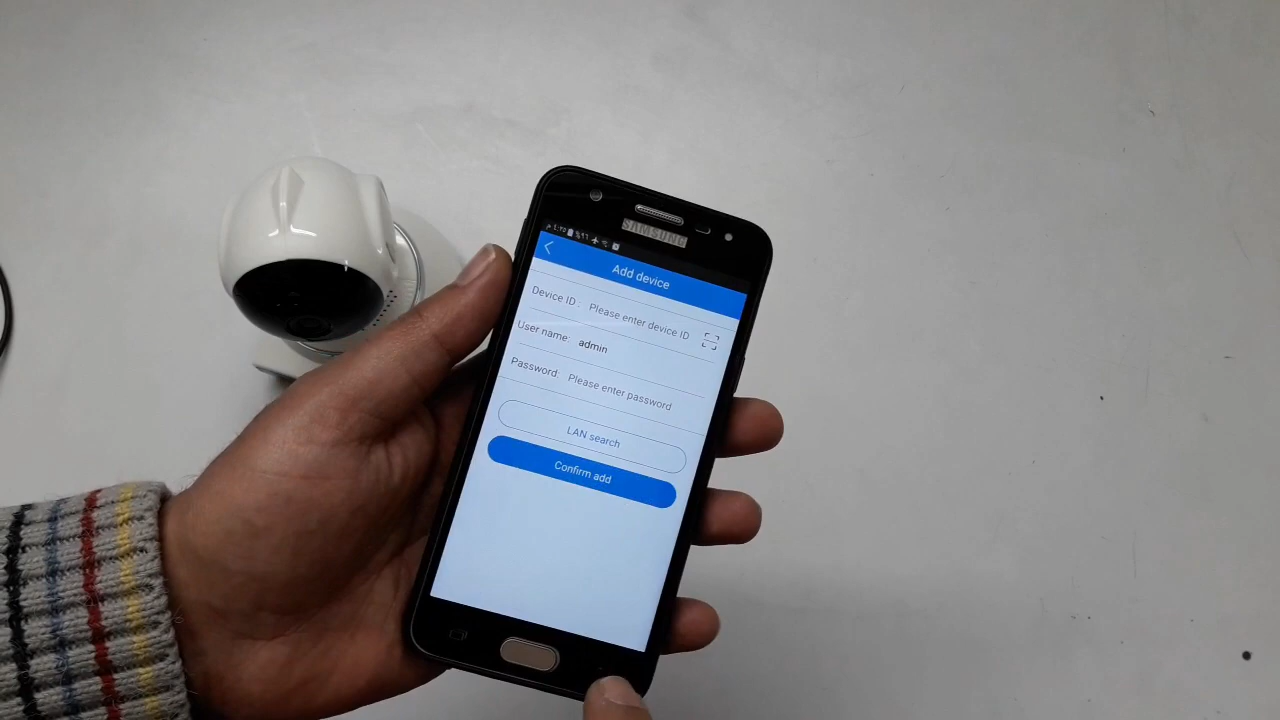 SAMSUNG
Add device
Device ID: Please enter device ID
User name: admin
Password: Please enter password
LAN search
Confirm add